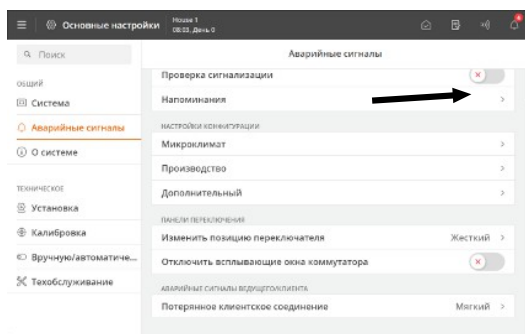 Основные настройки
House 1
08:33, День 0
Поиск
Аварийные сигналы
ОБЩИЙ
Система
Аварийные сигналы
О системе
ТЕХНИЧЕСКОЕ
Установка
Калибровка
Вручную/автоматиче...
Техобслуживание
Проверка сигнализации
Напоминания
НАСТРОЙКИ КОНФИГУРАЦИИ
Микроклимат
Производство
Дополнительный
ПАНЕЛИ ПЕРЕКЛЮЧЕНИЯ
Изменить позицию переключателя Жесткий
Отключить всплывающие окна коммутатора
АВАРИЙНЫЕ СИГНАЛЫ ВЕДУЩЕГО/КЛИЕНТА
Потерянное клиентское соединение Мягкий